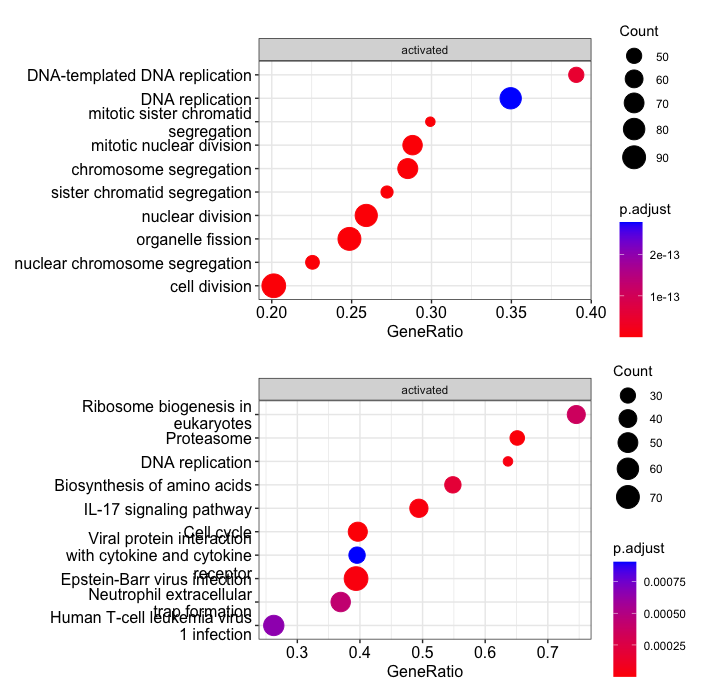 activated
DNA-templated DNA replication
DNA replication
mitotic sister chromatid
segregation
mitotic nuclear division
chromosome segregation
sister chromatid segregation
nuclear division
organelle fission
nuclear chromosome segregation
cell division
0.20 0.25 0.30 0.35 0.40
GeneRatio
Count
50
60
70
80
90
p.adjust
2e-13
1e-13
activated
Ribosome biogenesis in
eukaryotes
Proteasome
DNA replication
Biosynthesis of amino acids
IL-17 signaling pathway
Cell cycle
Viral protein interaction
with cytokine and cytokine
receptor
Epstein-Barr virus infection
Neutrophil extracellular
trap formation
Human T-cell leukemia virus
1 infection
0.3 0.4 0.5 0.6 0.7
GeneRatio
Count
30
40
50
60
70
p.adjust
0.00075
0.00050
0.00025